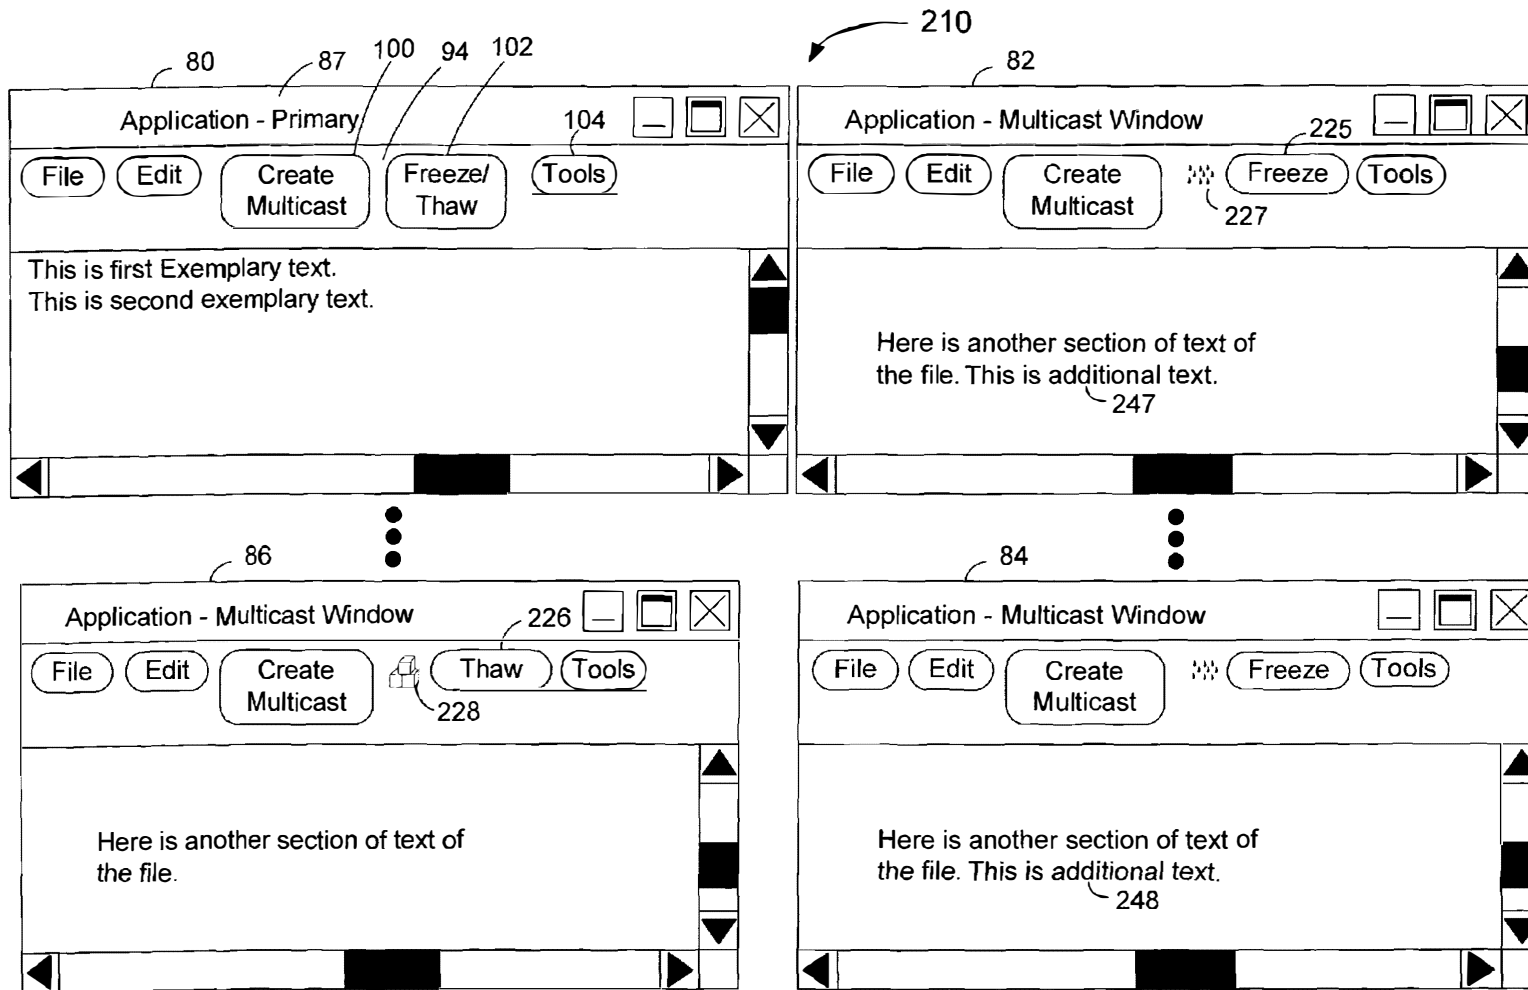 210
80
87
100
94
102
82
Application - Primary
104
Application - Multicast Window
225
File
Edit
Create
Multicast
Freeze/
Thaw
Tools
File
Edit
Create
Multicast
Freeze
Tools
227
This is first Exemplary text.
This is second exemplary text.
Here is another section of text of
the file. This is additional text.
247
86
84
Application - Multicast Window
226
Application - Multicast Window
File
Edit
Create
Multicast
Thaw
Tools
228
File
Edit
Create
Multicast
Freeze
Tools
Here is another section of text of
the file.
Here is another section of text of
the file. This is additional text.
248